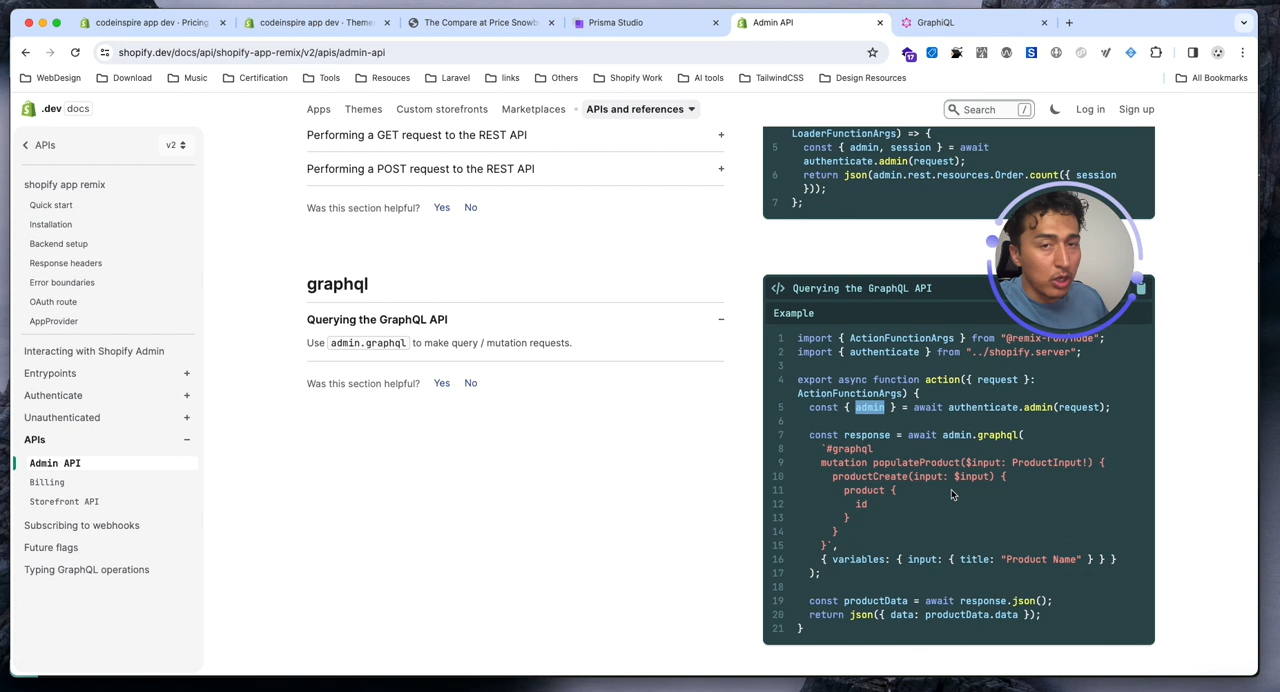 codeinspire app dev · Pricing
codeinspire app dev · Theme
The Compare at Price Snowb
Prisma Studio
Admin API
GraphiQL
shopify.dev/docs/api/shopify-app-remix/v2/apis/admin-api
17
WebDesign
Download
Music
Certification
Tools
Resouces
Laravel
links
Others
Shopify Work
AI tools
TailwindCSS
Design Resources
All Bookmarks
.dev docs
Apps
Themes
Custom storefronts
Marketplaces
APIs and references
Search /
Log in
Sign up
APIs
v2
shopify app remix
Quick start
Installation
Backend setup
Response headers
Error boundaries
OAuth route
AppProvider
Interacting with Shopify Admin
Entrypoints +
Authenticate +
Unauthenticated +
APIs −
Admin API
Billing
Storefront API
Subscribing to webhooks
Future flags
Typing GraphQL operations
Performing a GET request to the REST API +
Performing a POST request to the REST API +
Was this section helpful? Yes No
graphql
Querying the GraphQL API −
Use admin.graphql to make query / mutation requests.
Was this section helpful? Yes No
LoaderFunctionArgs) => {
5 const { admin, session } = await
authenticate.admin(request);
6 return json(admin.rest.resources.Order.count({ session
}));
7 };
</> Querying the GraphQL API
Example
1 import { ActionFunctionArgs } from "@remix-run/node";
2 import { authenticate } from "../shopify.server";
3
4 export async function action({ request }:
ActionFunctionArgs) {
5 const { admin } = await authenticate.admin(request);
6
7 const response = await admin.graphql(
8 `#graphql
9 mutation populateProduct($input: ProductInput!) {
10 productCreate(input: $input) {
11 product {
12 id
13 }
14 }
15 }`,
16 { variables: { input: { title: "Product Name" } } }
17 );
18
19 const productData = await response.json();
20 return json({ data: productData.data });
21 }